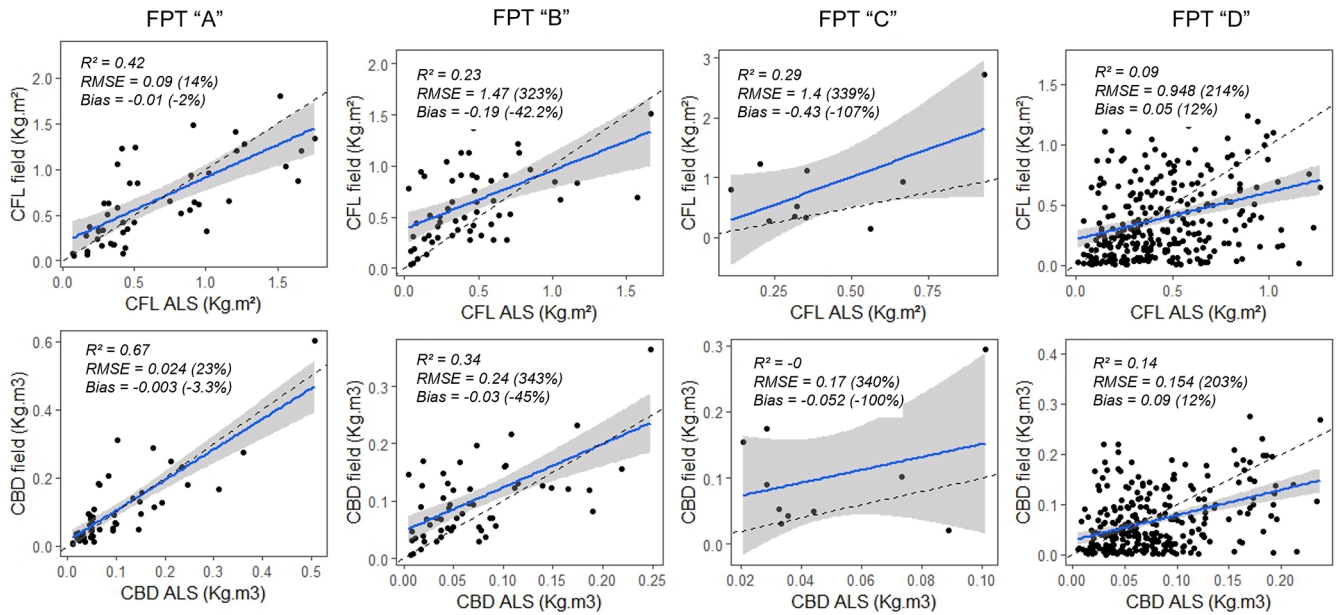 FPT “A”
FPT “B”
FPT “C”
FPT “D”
R² = 0.42
RMSE = 0.09 (14%)
Bias = -0.01 (-2%)
2.0
1.5
1.0
0.5
0.0
CFL field (Kg.m²)
0.0 0.5 1.0 1.5
CFL ALS (Kg.m²)
R² = 0.23
RMSE = 1.47 (323%)
Bias = -0.19 (-42.2%)
2.0
1.5
1.0
0.5
0.0
CFL field (Kg.m²)
0.0 0.5 1.0 1.5
CFL ALS (Kg.m²)
R² = 0.29
RMSE = 1.4 (339%)
Bias = -0.43 (-107%)
3
2
1
0
CFL field (Kg.m²)
0.25 0.50 0.75
CFL ALS (Kg.m²)
R² = 0.09
RMSE = 0.948 (214%)
Bias = 0.05 (12%)
1.5
1.0
0.5
0.0
CFL field (Kg.m²)
0.0 0.5 1.0
CFL ALS (Kg.m²)
R² = 0.67
RMSE = 0.024 (23%)
Bias = -0.003 (-3.3%)
0.6
0.4
0.2
0.0
CBD field (Kg.m3)
0.0 0.1 0.2 0.3 0.4 0.5
CBD ALS (Kg.m3)
R² = 0.34
RMSE = 0.24 (343%)
Bias = -0.03 (-45%)
0.3
0.2
0.1
0.0
CBD field (Kg.m3)
0.00 0.05 0.10 0.15 0.20 0.25
CBD ALS (Kg.m3)
R² = -0
RMSE = 0.17 (340%)
Bias = -0.052 (-100%)
0.3
0.2
0.1
0.0
CBD field (Kg.m3)
0.02 0.04 0.06 0.08 0.10
CBD ALS (Kg.m3)
R² = 0.14
RMSE = 0.154 (203%)
Bias = 0.09 (12%)
0.4
0.3
0.2
0.1
0.0
CBD field (Kg.m3)
0.00 0.05 0.10 0.15 0.20
CBD ALS (Kg.m3)